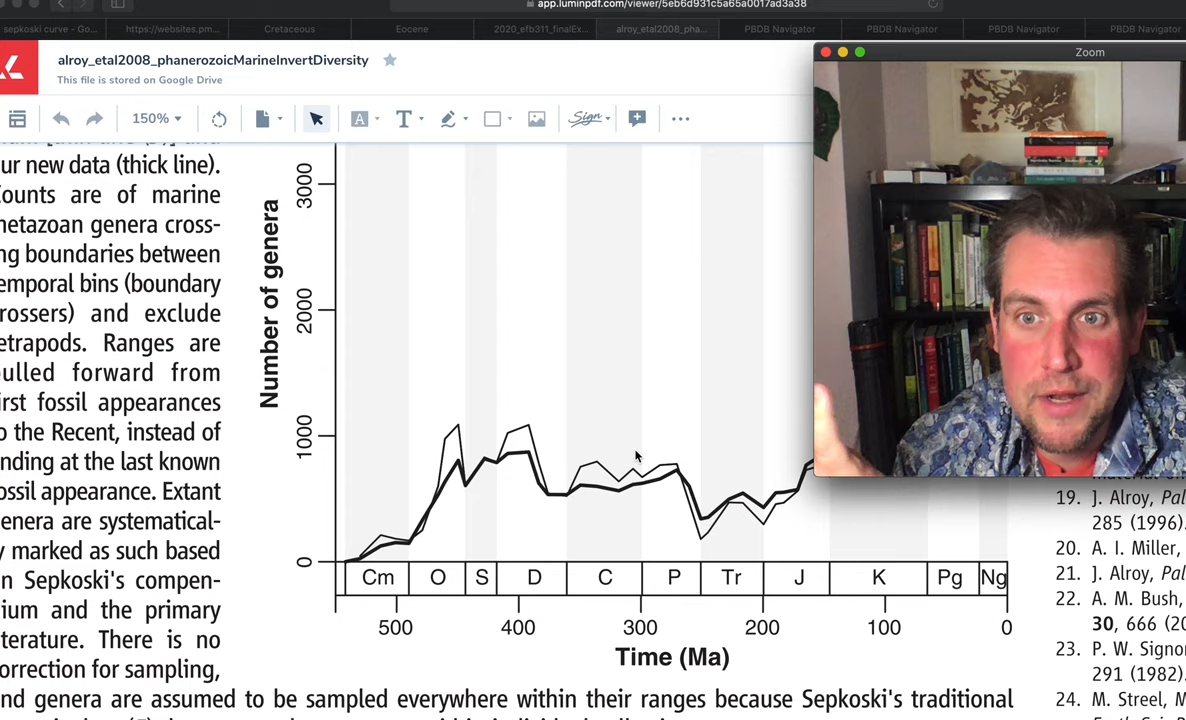 app.luminpdf.com/viewer/5eb6d931c5a65a0017ad3a38
sepkoski curve - Go...
https://websites.pm...
Cretaceous
Eocene
2020_efb311_finalEx...
alroy_etal2008_pha...
PBDB Navigator
PBDB Navigator
PBDB Navigator
alroy_etal2008_phanerozoicMarineInvertDiversity
This file is stored on Google Drive
Zoom
150%
A
T
Sign
ur new data (thick line).
Counts are of marine
metazoan genera cross-
ng boundaries between
emporal bins (boundary
rossers) and exclude
etrapods. Ranges are
pulled forward from
irst fossil appearances
o the Recent, instead of
nding at the last known
ossil appearance. Extant
genera are systematical-
y marked as such based
n Sepkoski's compen-
ium and the primary
iterature. There is no
orrection for sampling,
nd genera are assumed to be sampled everywhere within their ranges because Sepkoski's traditional
Number of genera
3000
2000
1000
0
Cm O S D C P Tr J K Pg Ng
500 400 300 200 100 0
Time (Ma)
19. J. Alroy, Pal
285 (1996).
20. A. I. Miller,
21. J. Alroy, Pal
22. A. M. Bush,
30, 666 (20
23. P. W. Signor
291 (1982).
24. M. Streel, M